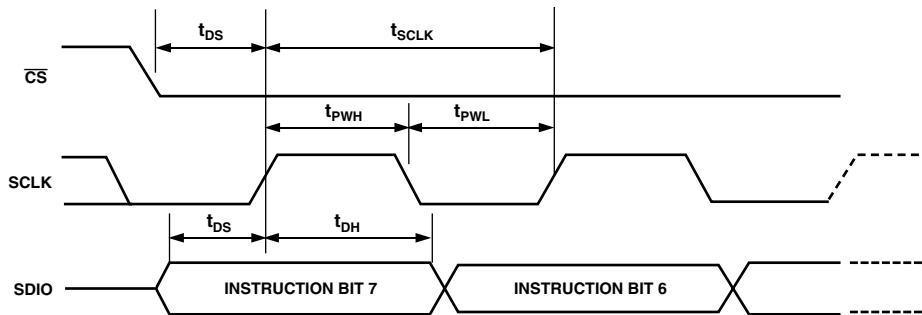 tDS
tSCLK
CS
tPWH
tPWL
SCLK
tDS
tDH
SDIO
INSTRUCTION BIT 7
INSTRUCTION BIT 6